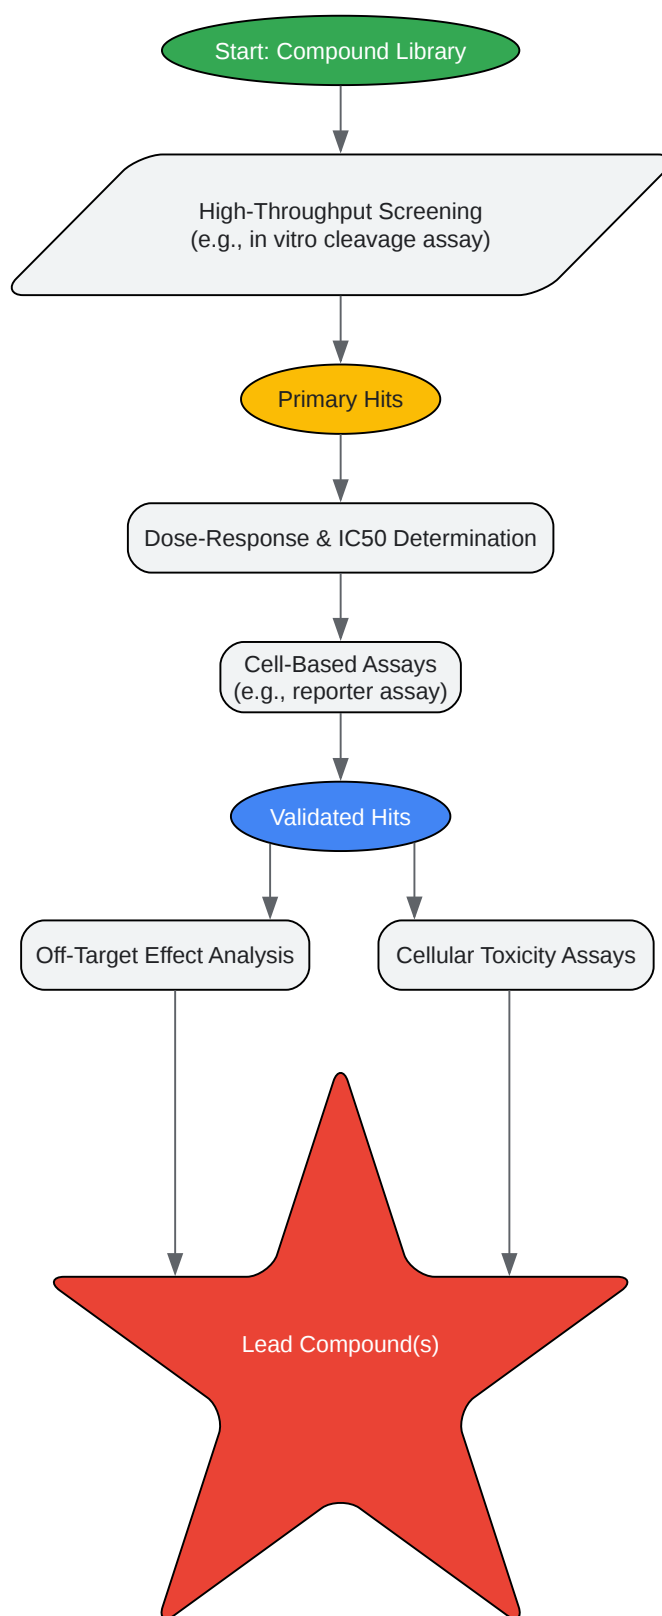 Start: Compound Library
High-Throughput Screening
(e.g., in vitro cleavage assay)
Primary Hits
Dose-Response & IC50 Determination
Cell-Based Assays
(e.g., reporter assay)
Validated Hits
Off-Target Effect Analysis
Cellular Toxicity Assays
Lead Compound(s)